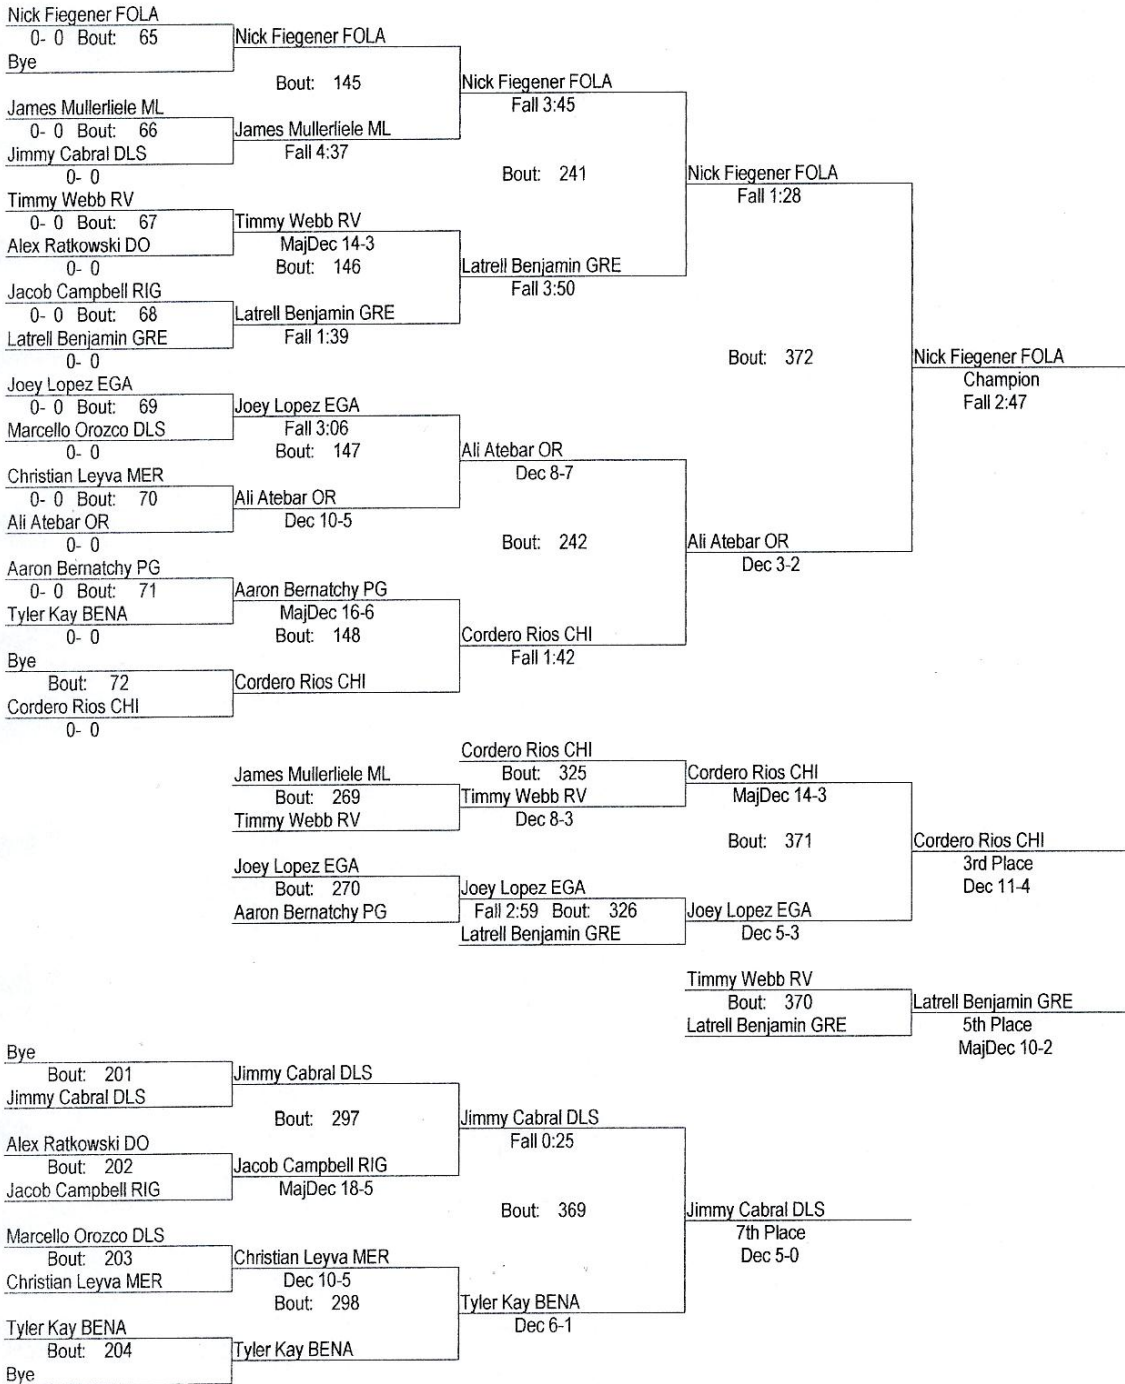 Nick Fiegener FOLA
0- 0 Bout: 65
Bye
James Mullerliele ML
0- 0 Bout: 66
Jimmy Cabral DLS
0- 0
Timmy Webb RV
0- 0 Bout: 67
Alex Ratkowski DO
0- 0
Jacob Campbell RIG
0- 0 Bout: 68
Latrell Benjamin GRE
0- 0
Joey Lopez EGA
0- 0 Bout: 69
Marcello Orozco DLS
0- 0
Christian Leyva MER
0- 0 Bout: 70
Ali Atebar OR
0- 0
Aaron Bernatchy PG
0- 0 Bout: 71
Tyler Kay BENA
0- 0
Bye
Bout: 72
Cordero Rios CHI
0- 0
Nick Fiegener FOLA
Bout: 145
James Mullerliele ML
Fall 4:37
Timmy Webb RV
MajDec 14-3
Bout: 146
Latrell Benjamin GRE
Fall 1:39
Joey Lopez EGA
Fall 3:06
Bout: 147
Ali Atebar OR
Dec 10-5
Aaron Bernatchy PG
MajDec 16-6
Bout: 148
Cordero Rios CHI
Nick Fiegener FOLA
Fall 3:45
Bout: 241
Latrell Benjamin GRE
Fall 3:50
Ali Atebar OR
Dec 8-7
Bout: 242
Cordero Rios CHI
Fall 1:42
Nick Fiegener FOLA
Fall 1:28
Bout: 372
Ali Atebar OR
Dec 3-2
Nick Fiegener FOLA
Champion
Fall 2:47
James Mullerliele ML
Bout: 269
Timmy Webb RV
Joey Lopez EGA
Bout: 270
Aaron Bernatchy PG
Cordero Rios CHI
Bout: 325
Timmy Webb RV
Dec 8-3
Joey Lopez EGA
Fall 2:59 Bout: 326
Latrell Benjamin GRE
Cordero Rios CHI
MajDec 14-3
Bout: 371
Joey Lopez EGA
Dec 5-3
Cordero Rios CHI
3rd Place
Dec 11-4
Timmy Webb RV
Bout: 370
Latrell Benjamin GRE
Latrell Benjamin GRE
5th Place
MajDec 10-2
Bye
Bout: 201
Jimmy Cabral DLS
Alex Ratkowski DO
Bout: 202
Jacob Campbell RIG
Marcello Orozco DLS
Bout: 203
Christian Leyva MER
Tyler Kay BENA
Bout: 204
Bye
Jimmy Cabral DLS
Bout: 297
Jacob Campbell RIG
MajDec 18-5
Christian Leyva MER
Dec 10-5
Bout: 298
Tyler Kay BENA
Jimmy Cabral DLS
Fall 0:25
Bout: 369
Tyler Kay BENA
Dec 6-1
Jimmy Cabral DLS
7th Place
Dec 5-0